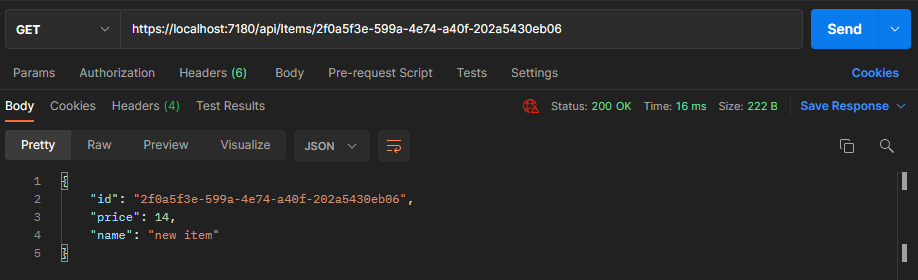 GET https://localhost:7180/api/Items/2f0a5f3e-599a-4e74-a40f-202a5430eb06 Send
Params Authorization Headers (6) Body Pre-request Script Tests Settings Cookies
Body Cookies Headers (4) Test Results Status: 200 OK Time: 16 ms Size: 222 B Save Response
Pretty Raw Preview Visualize JSON
1 {
2 "id": "2f0a5f3e-599a-4e74-a40f-202a5430eb06",
3 "price": 14,
4 "name": "new item"
5 }